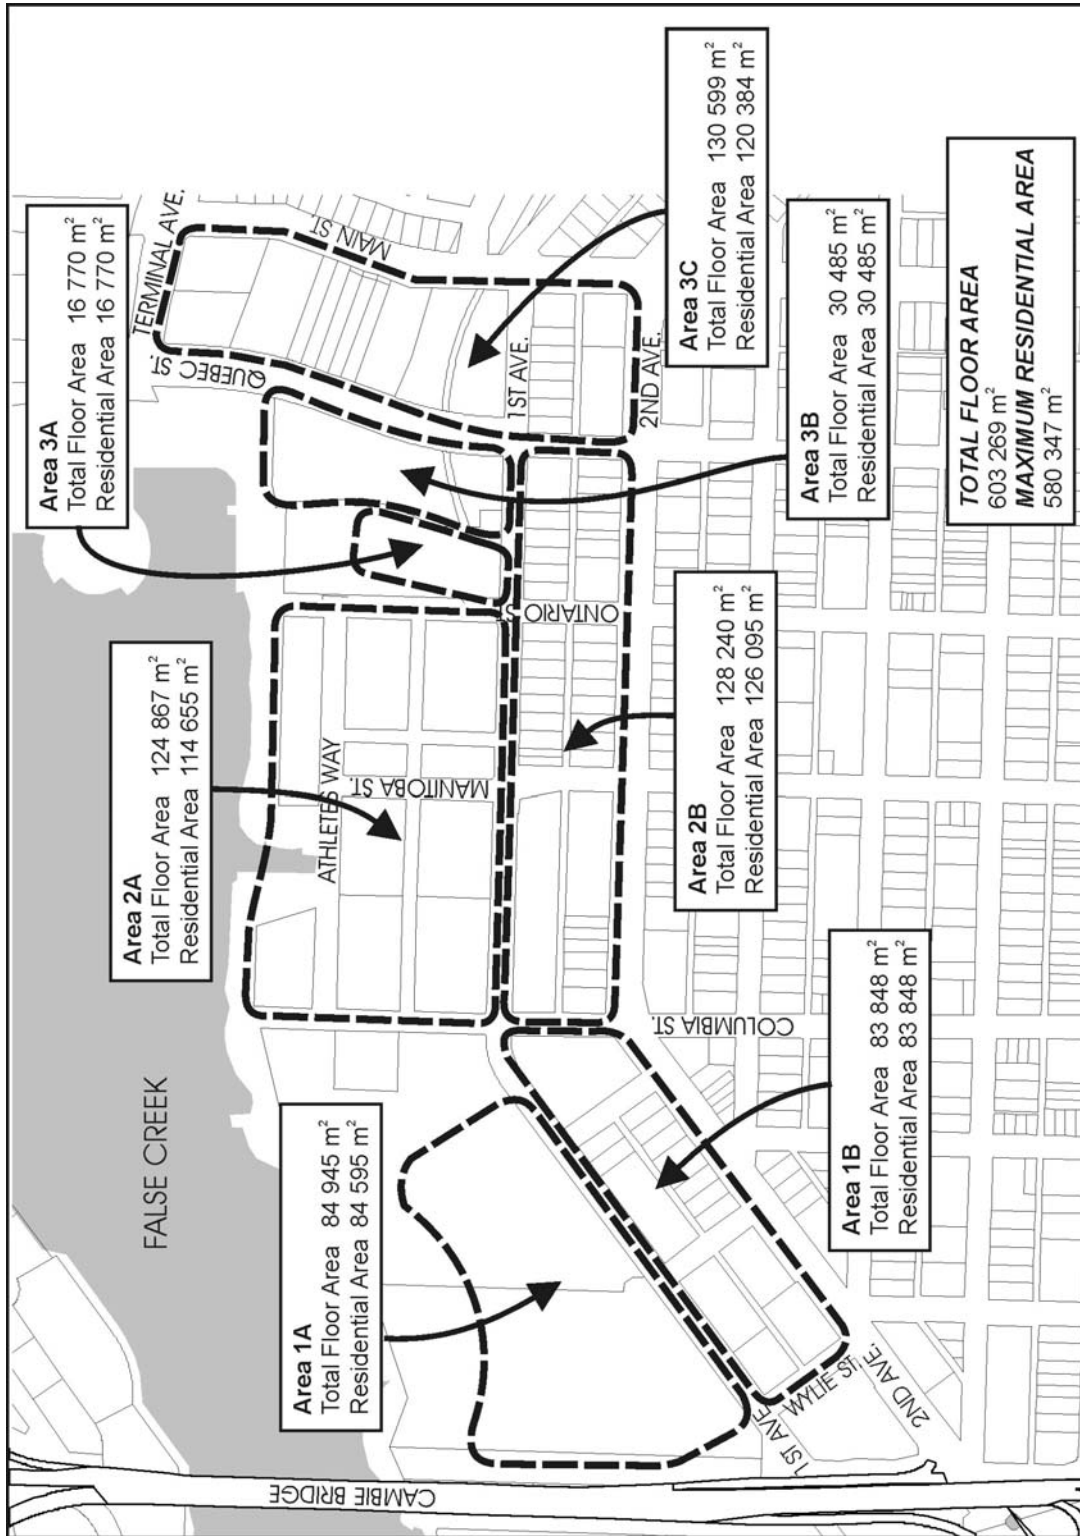 Area 3A
Total Floor Area 16 770 m²
Residential Area 16 770 m²
TERMINAL AVE.
QUEBEC ST.
MAIN ST.
Area 2A
Total Floor Area 124 867 m²
Residential Area 114 655 m²
FALSE CREEK
CAMBIE BRIDGE
Area 1A
Total Floor Area 84 945 m²
Residential Area 84 595 m²
ATHLETES WAY
MANITOBA ST.
ONTARIO ST.
1ST AVE.
2ND AVE.
Area 3C
Total Floor Area 130 599 m²
Residential Area 120 384 m²
Area 2B
Total Floor Area 128 240 m²
Residential Area 126 095 m²
COLUMBIA ST.
1ST AVE.
WYLIE ST.
2ND AVE.
Area 3B
Total Floor Area 30 485 m²
Residential Area 30 485 m²
Area 1B
Total Floor Area 83 848 m²
Residential Area 83 848 m²
TOTAL FLOOR AREA
603 269 m²
MAXIMUM RESIDENTIAL AREA
580 347 m²